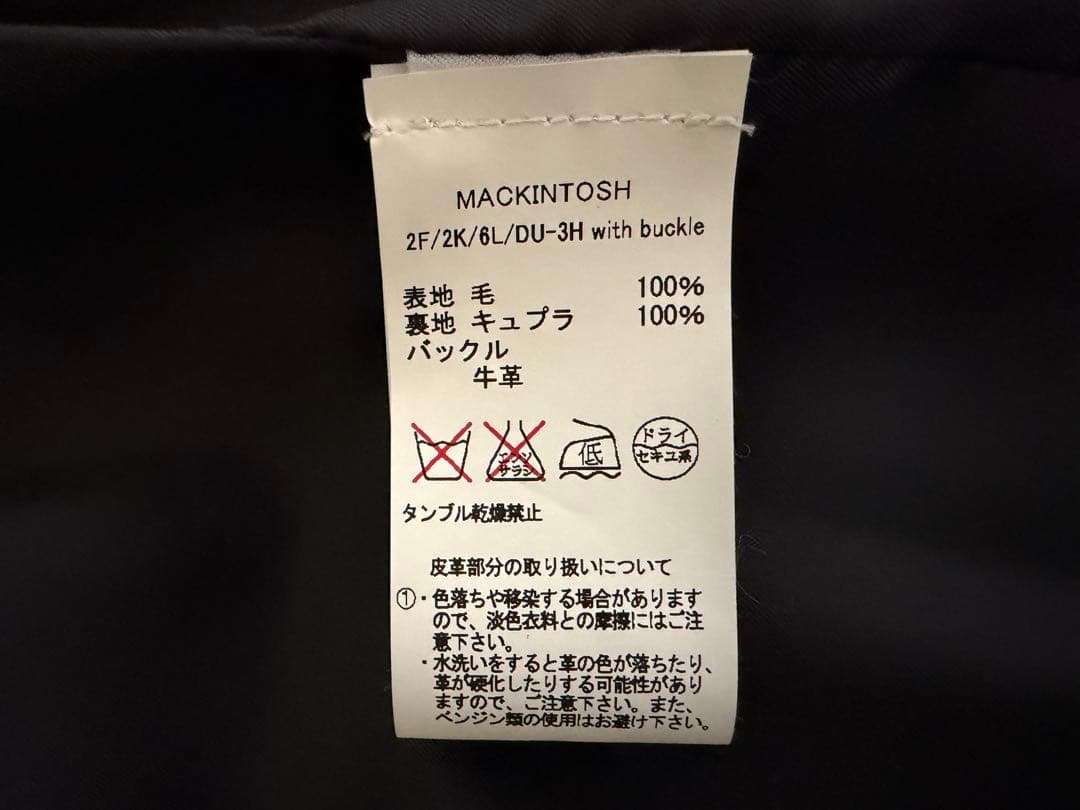 MACKINTOSH
2F/2K/6L/DU-3H with buckle
表地 毛 100%
裏地 キュプラ 100%
バックル
牛革
エンソ
サラシ
低
ドライ
セキユ系
タンブル乾燥禁止
皮革部分の取り扱いについて
①・色落ちや移染する場合があります
ので、淡色衣料との摩擦にはご注
意下さい。
・水洗いをすると革の色が落ちたり、
革が硬化したりする可能性があり
ますので、ご注意下さい。また、
ベンジン類の使用はお避け下さい。